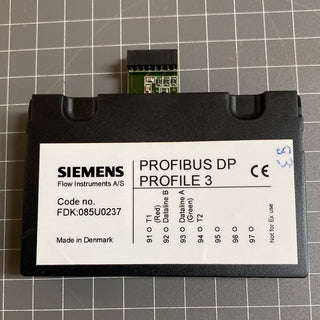 SIEMENS
Flow Instruments A/S
Code no.
FDK:085U0237
Made in Denmark
PROFIBUS DP
PROFILE 3
CE
91 T1 (Red)
92 Dataline B
93 Dataline A (Green)
94 T2
95
96
97
Not for Ex use